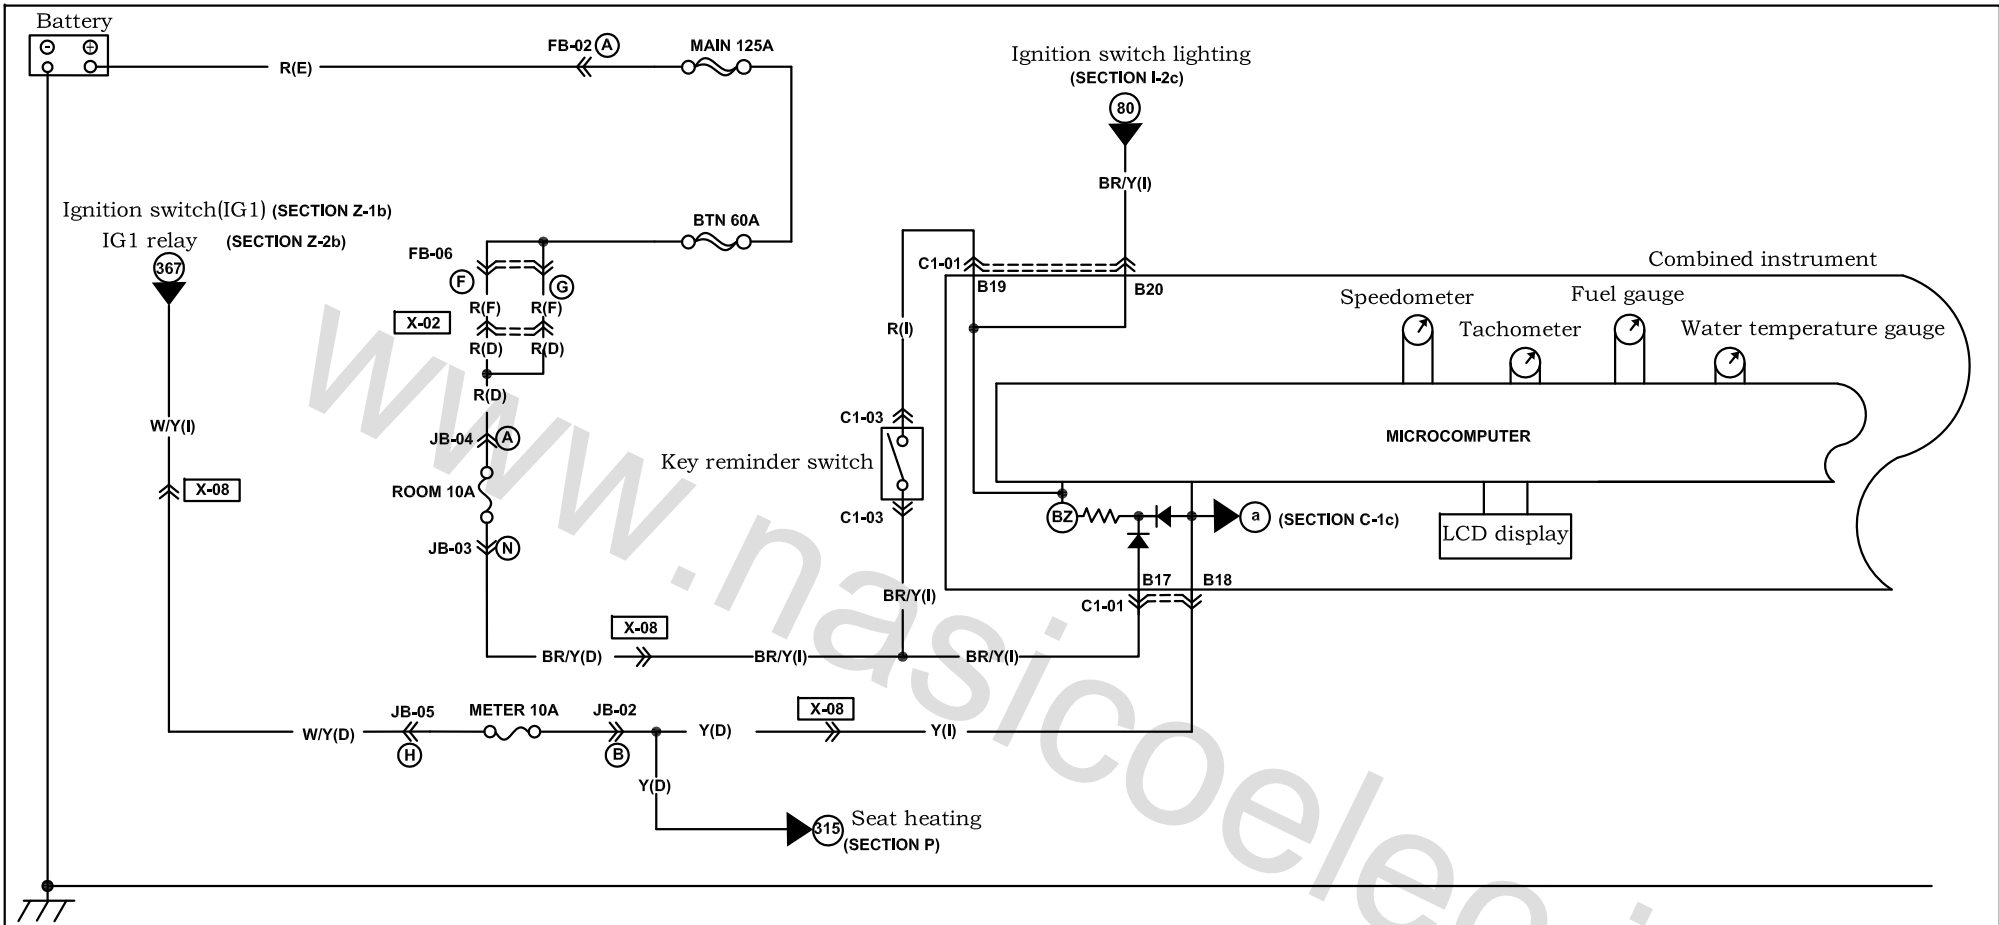 Battery
- +
R(E)
FB-02 A
MAIN 125A
Ignition switch lighting
(SECTION I-2c)
80
BR/Y(I)
Ignition switch(IG1) (SECTION Z-1b)
IG1 relay (SECTION Z-2b)
367
BTN 60A
FB-06
F G
R(F) R(F)
X-02
R(D) R(D)
R(D)
C1-01
B19 B20
Combined instrument
Speedometer
Fuel gauge
Tachometer
Water temperature gauge
R(I)
W/Y(I)
X-08
JB-04 A
ROOM 10A
JB-03 N
C1-03
Key reminder switch
C1-03
MICROCOMPUTER
BZ
a (SECTION C-1c)
LCD display
B17 B18
C1-01
BR/Y(I)
X-08
BR/Y(D) BR/Y(I) BR/Y(I)
JB-05
H
METER 10A
JB-02
B
X-08
W/Y(D) Y(D) Y(I)
Y(D)
315
Seat heating
(SECTION P)
www.nasicoelec.i